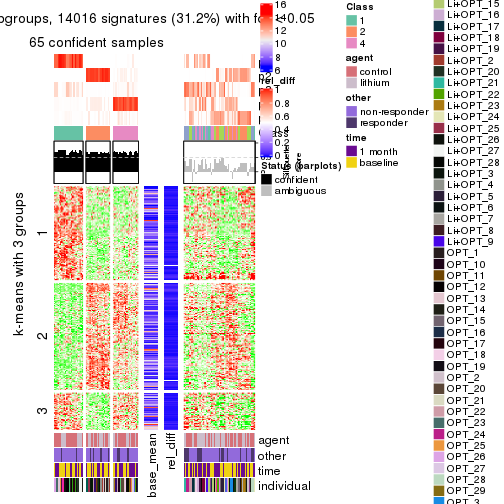 ogroups, 14016 signatures (31.2%) with fd
0.05
65 confident samples
16
14
12
10
8
6
rel_diff
1
0.8
0.6
0.4
0.2
0
Status (barplots)
confident
ambiguous
Silhouette
score
k-means with 3 groups
1
2
3
base_mean
rel_diff
agent
other
time
individual
Class
1
2
4
agent
control
lithium
other
non-responder
responder
time
1 month
baseline
Li+OPT_15
Li+OPT_16
Li+OPT_17
Li+OPT_18
Li+OPT_19
Li+OPT_2
Li+OPT_20
Li+OPT_21
Li+OPT_22
Li+OPT_23
Li+OPT_24
Li+OPT_25
Li+OPT_26
Li+OPT_27
Li+OPT_28
Li+OPT_3
Li+OPT_4
Li+OPT_5
Li+OPT_6
Li+OPT_7
Li+OPT_8
Li+OPT_9
OPT_1
OPT_10
OPT_11
OPT_12
OPT_13
OPT_14
OPT_15
OPT_16
OPT_17
OPT_18
OPT_19
OPT_2
OPT_20
OPT_21
OPT_22
OPT_23
OPT_24
OPT_25
OPT_26
OPT_27
OPT_28
OPT_29
OPT_3